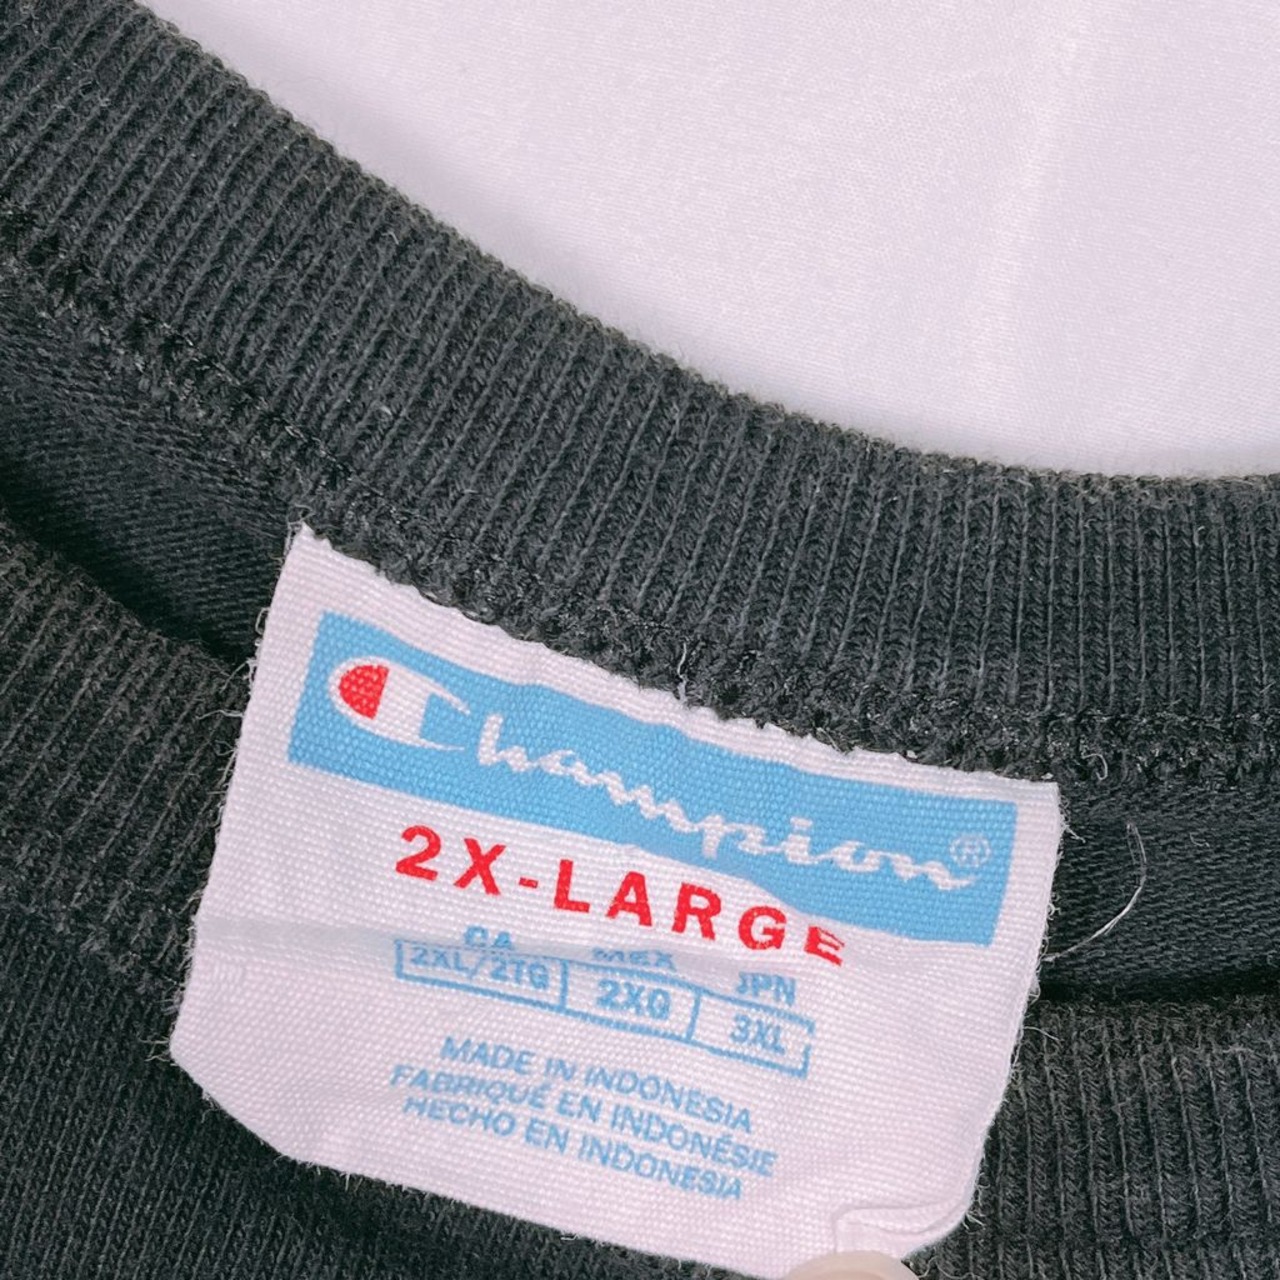 Champion®
2X-LARGE
CA MEX JPN
2XL/2TG 2XG 3XL
MADE IN INDONESIA
FABRIQUÉ EN INDONÉSIE
HECHO EN INDONESIA